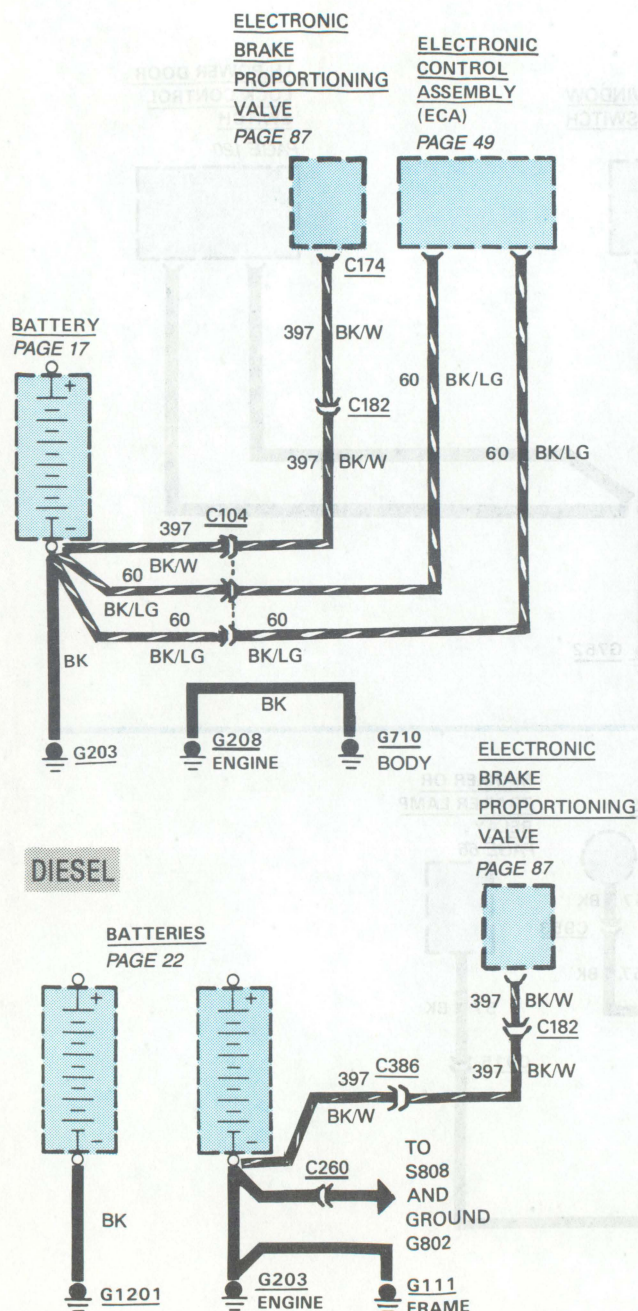 ELECTRONIC
BRAKE
PROPORTIONING
VALVE
PAGE 87
ELECTRONIC
CONTROL
ASSEMBLY
(ECA)
PAGE 49
C174
BATTERY
PAGE 17
397 BK/W
60 BK/LG
+
C182
60 BK/LG
397 BK/W
-
397 C104
BK/W
60
BK/LG
60 60
BK/LG BK/LG
BK
BK
G203
G208
ENGINE
G710
BODY
ELECTRONIC
BRAKE
PROPORTIONING
VALVE
PAGE 87
DIESEL
BATTERIES
PAGE 22
+ +
397 BK/W
C182
397 BK/W
397 C386
BK/W
- -
C260
TO
S808
AND
GROUND
G802
BK
G1201
G203
ENGINE
G111
FRAME